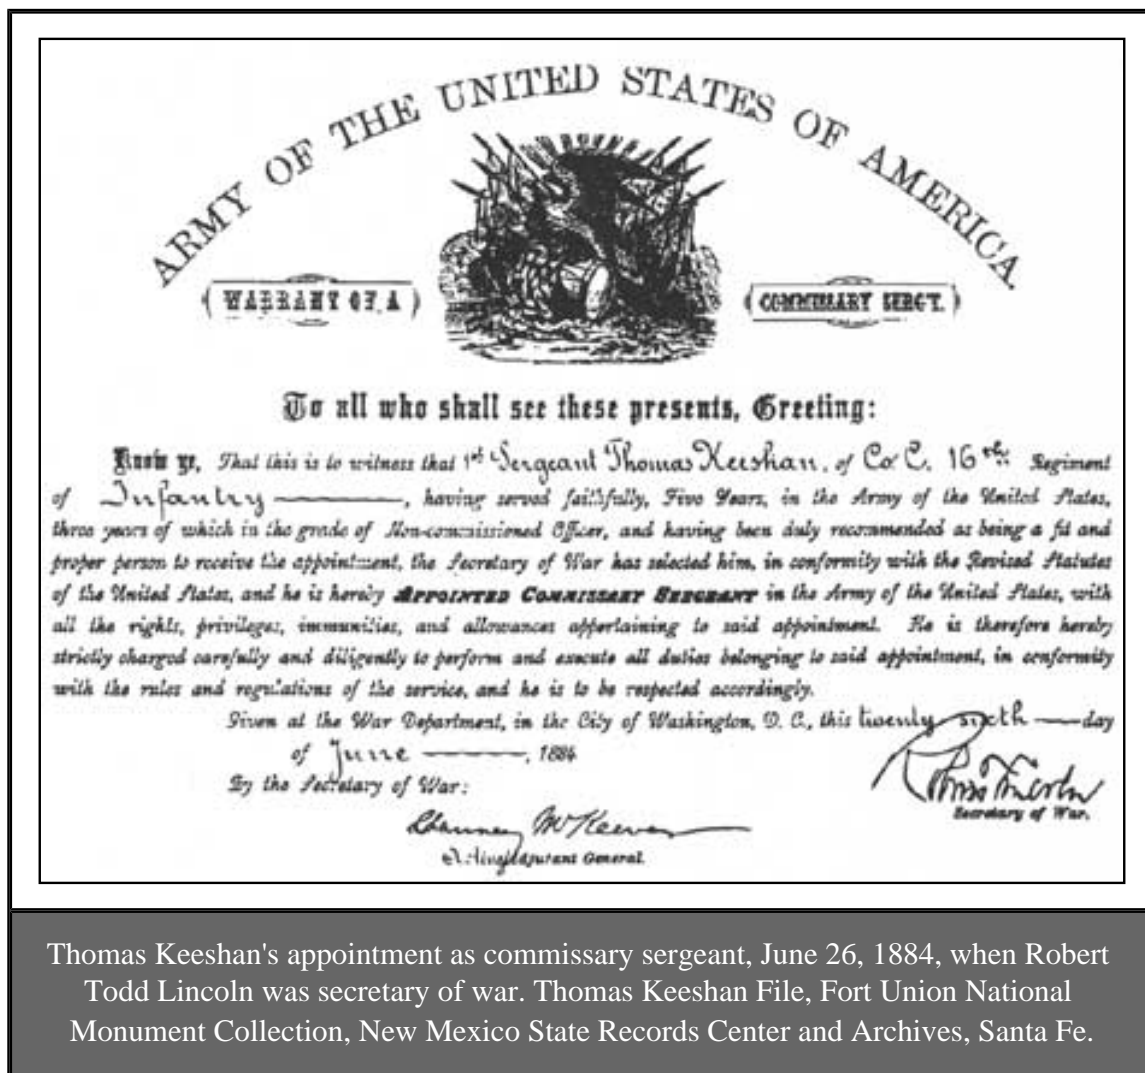 ARMY OF THE UNITED STATES OF AMERICA.
WARRANT OF A
COMMISSARY SERG'T.
To all who shall see these presents, Greeting:
Know ye, That this is to witness that 1st Sergeant Thomas Keeshan, of Co. C. 16th Regiment
of Infantry, having served faithfully, Five Years, in the Army of the United States,
three years of which in the grade of Non-commissioned Officer, and having been duly recommended as being a fit and
proper person to receive the appointment, the Secretary of War has selected him, in conformity with the Revised Statutes
of the United States, and he is hereby APPOINTED COMMISSARY SERGEANT in the Army of the United States, with
all the rights, privileges, immunities, and allowances appertaining to said appointment. He is therefore hereby
strictly charged carefully and diligently to perform and execute all duties belonging to said appointment, in conformity
with the rules and regulations of the service, and he is to be respected accordingly.
Given at the War Department, in the City of Washington, D. C., this twenty sixth day
of June, 1884
By the Secretary of War:
Robert T. Lincoln
Secretary of War.
Chauncey McKeever
Acting Adjutant General.
Thomas Keeshan's appointment as commissary sergeant, June 26, 1884, when Robert
Todd Lincoln was secretary of war. Thomas Keeshan File, Fort Union National
Monument Collection, New Mexico State Records Center and Archives, Santa Fe.